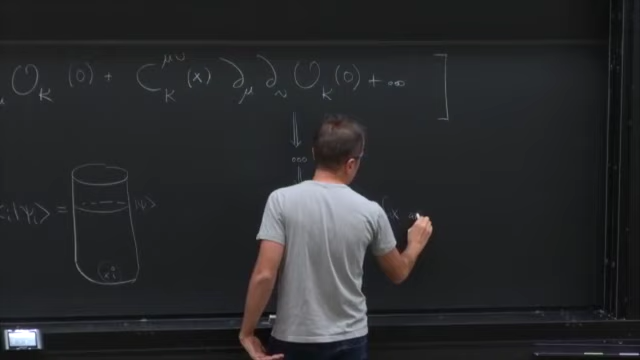 μ O_K (0) + C_K^{μν} (x) ∂_μ ∂_ν O_K (0) + ... ]
...
|ψ_i⟩ = |ψ⟩